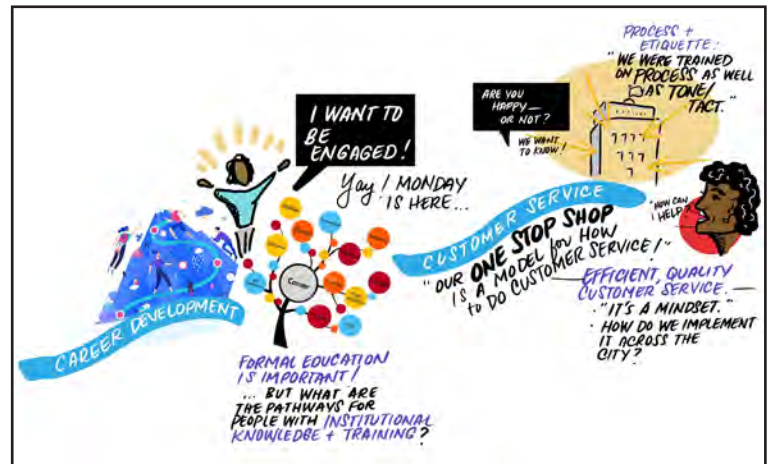 I WANT TO
BE
ENGAGED!
Yay! MONDAY
IS HERE...
CAREER DEVELOPMENT
Career
FORMAL EDUCATION
IS IMPORTANT!
... BUT WHAT ARE
THE PATHWAYS FOR
PEOPLE WITH INSTITUTIONAL
KNOWLEDGE + TRAINING?
PROCESS +
ETIQUETTE:
"WE WERE TRAINED
ON PROCESS AS WELL
AS TONE/
TACT."
ARE YOU
HAPPY—
OR NOT?
WE WANT
TO KNOW!
CUSTOMER SERVICE
"HOW CAN
I HELP?"
"OUR ONE STOP SHOP
IS A MODEL for HOW
to DO CUSTOMER SERVICE!"
EFFICIENT, QUALITY
CUSTOMER SERVICE.
· "IT'S A MINDSET."
· HOW DO WE IMPLEMENT
IT ACROSS THE
CITY?